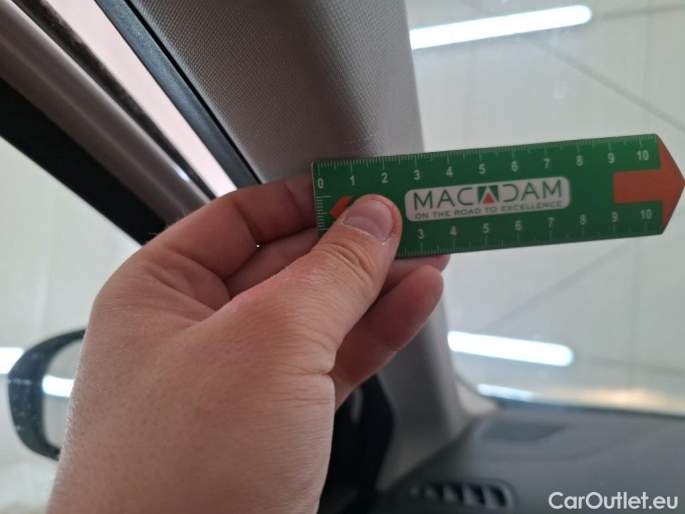 0 1 2 3 4 5 6 7 8 9 10
MACADAM
ON THE ROAD TO EXCELLENCE
3 4 5 6 7 8 9 10
CarOutlet.eu